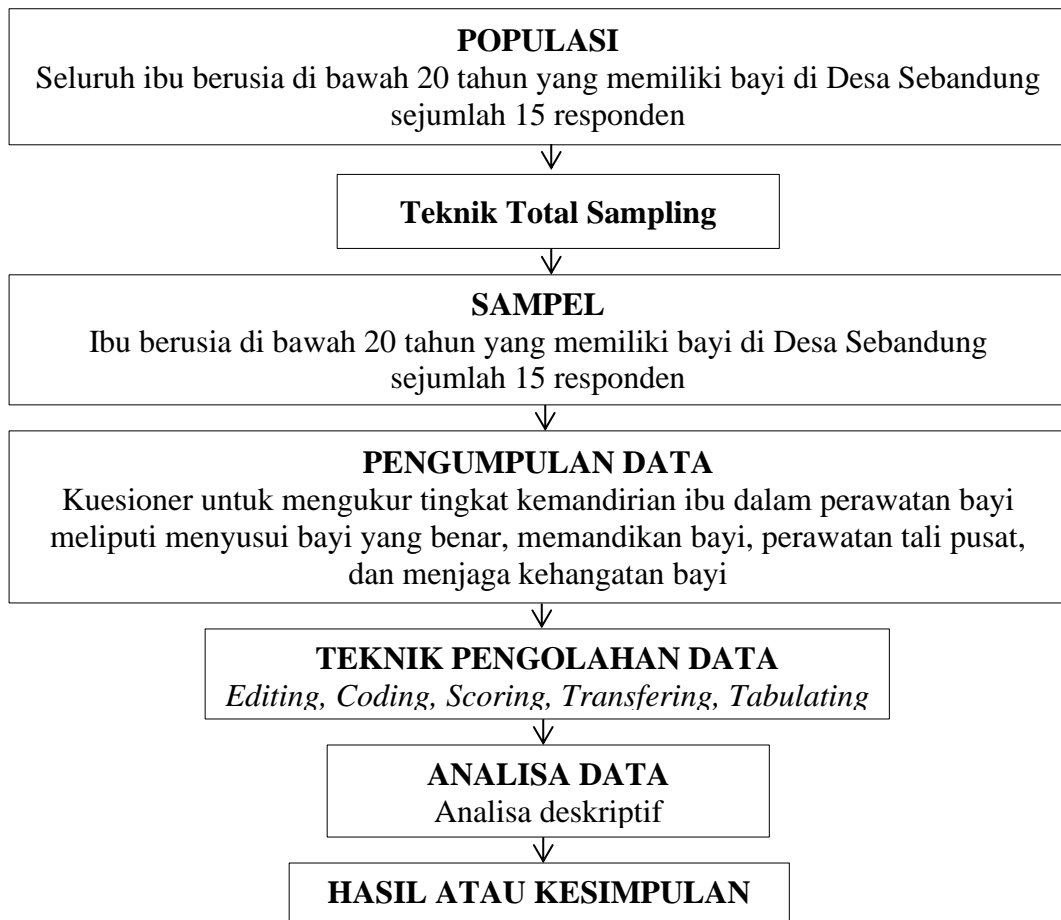 POPULASI
Seluruh ibu berusia di bawah 20 tahun yang memiliki bayi di Desa Sebandung
sejumlah 15 responden
Teknik Total Sampling
SAMPEL
Ibu berusia di bawah 20 tahun yang memiliki bayi di Desa Sebandung
sejumlah 15 responden
PENGUMPULAN DATA
Kuesioner untuk mengukur tingkat kemandirian ibu dalam perawatan bayi
meliputi menyusui bayi yang benar, memandikan bayi, perawatan tali pusat,
dan menjaga kehangatan bayi
TEKNIK PENGOLAHAN DATA
Editing, Coding, Scoring, Transfering, Tabulating
ANALISA DATA
Analisa deskriptif
HASIL ATAU KESIMPULAN